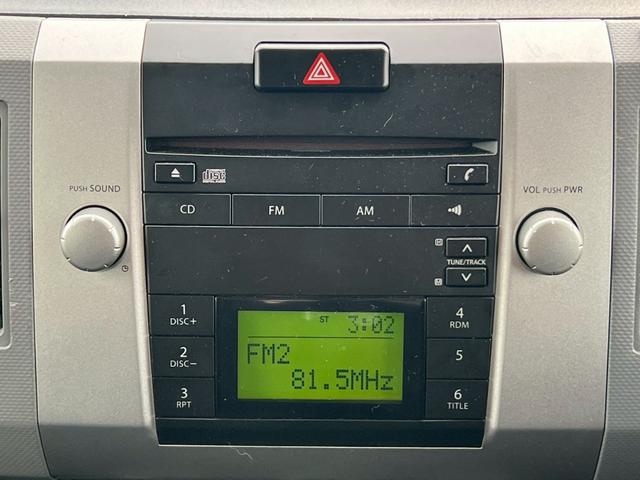 disc
PUSH SOUND
VOL PUSH PWR
CD FM AM
TUNE/TRACK
1
DISC+
2
DISC-
3
RPT
ST 3:02
FM2
81.5MHz
4
RDM
5
6
TITLE